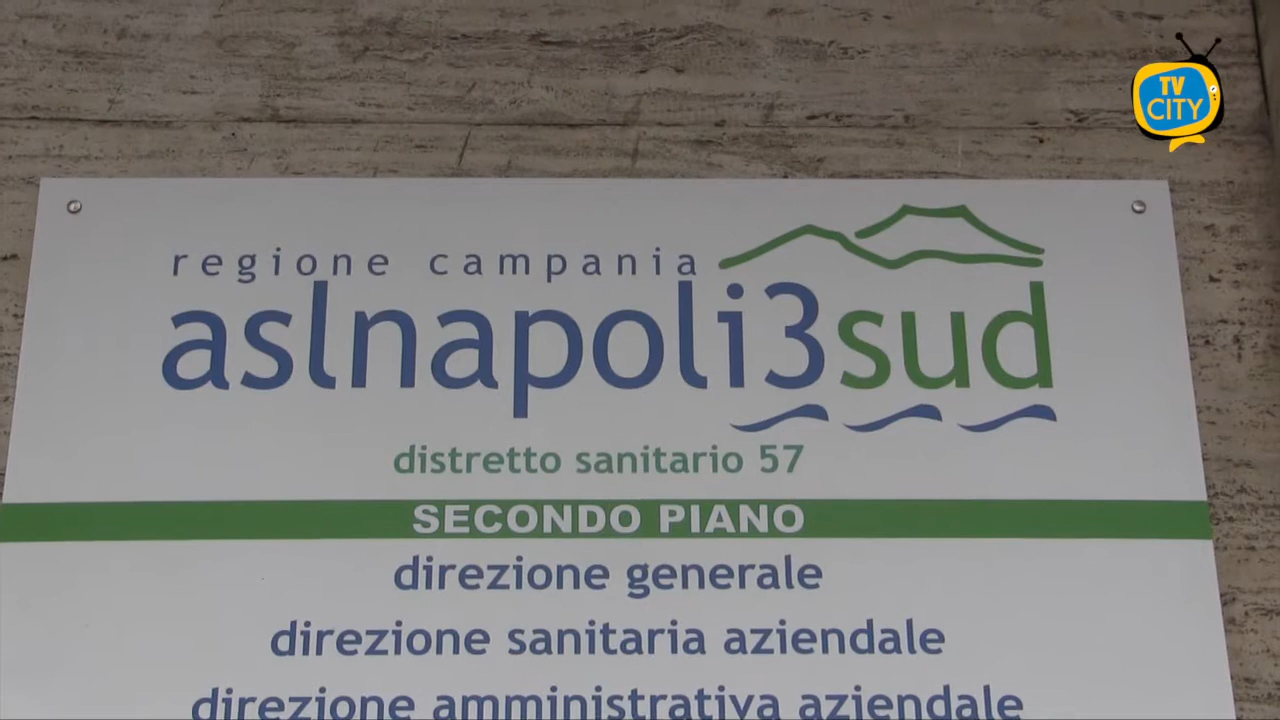 TV
CITY
regione campania
aslnapoli3sud
distretto sanitario 57
SECONDO PIANO
direzione generale
direzione sanitaria aziendale
direzione amministrativa aziendale